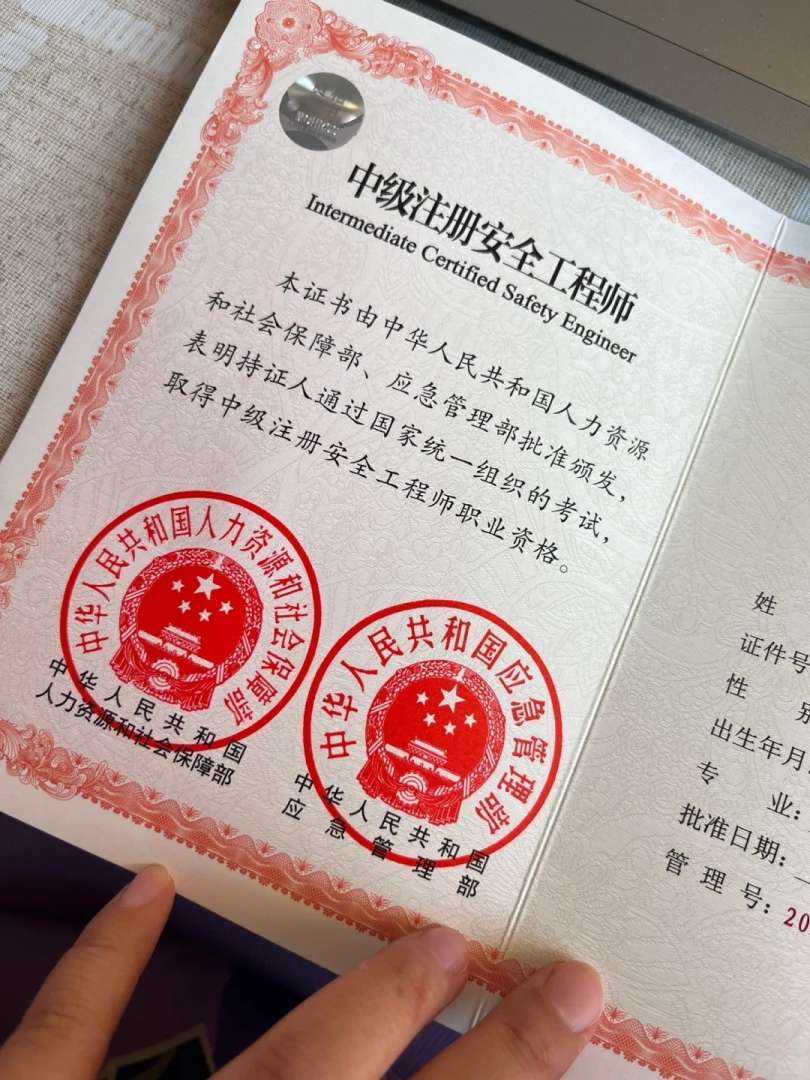 中级注册安全工程师
Intermediate Certified Safety Engineer
本证书由中华人民共和国人力资源
和社会保障部、应急管理部批准颁发，
表明持证人通过国家统一组织的考试，
取得中级注册安全工程师职业资格。
中华人民共和国人力资源和社会保障部
中华人民共和国
人力资源和社会保障部
中华人民共和国应急管理部
中华人民共和国
应急管理部
姓
证件号
性
出生年月
专 业：
批准日期：
管 理 号：20